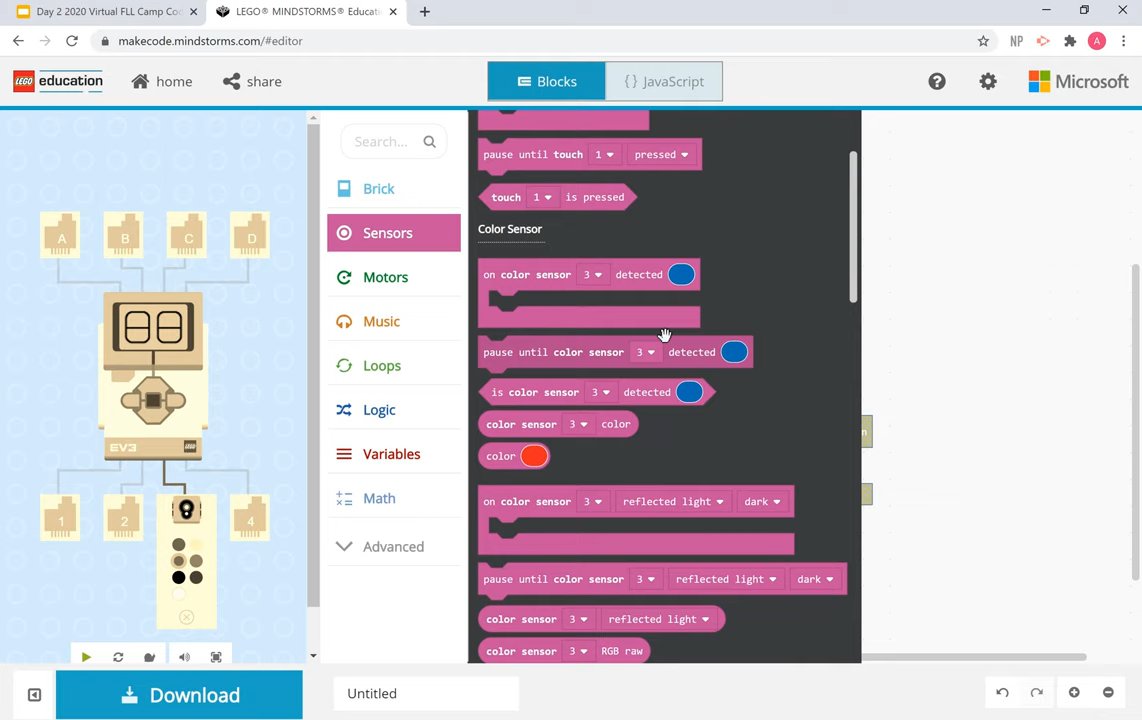 Day 2 2020 Virtual FLL Camp Co
LEGO® MINDSTORMS® Educati
makecode.mindstorms.com/#editor
NP
A
LEGO education
home
share
Blocks
{ } JavaScript
Microsoft
Search...
Brick
Sensors
Motors
Music
Loops
Logic
Variables
Math
Advanced
pause until touch 1 pressed
touch 1 is pressed
Color Sensor
on color sensor 3 detected
pause until color sensor 3 detected
is color sensor 3 detected
color sensor 3 color
color
on color sensor 3 reflected light dark
pause until color sensor 3 reflected light dark
color sensor 3 reflected light
color sensor 3 RGB raw
n
A B C D
EV3
1 2 4
Download
Untitled